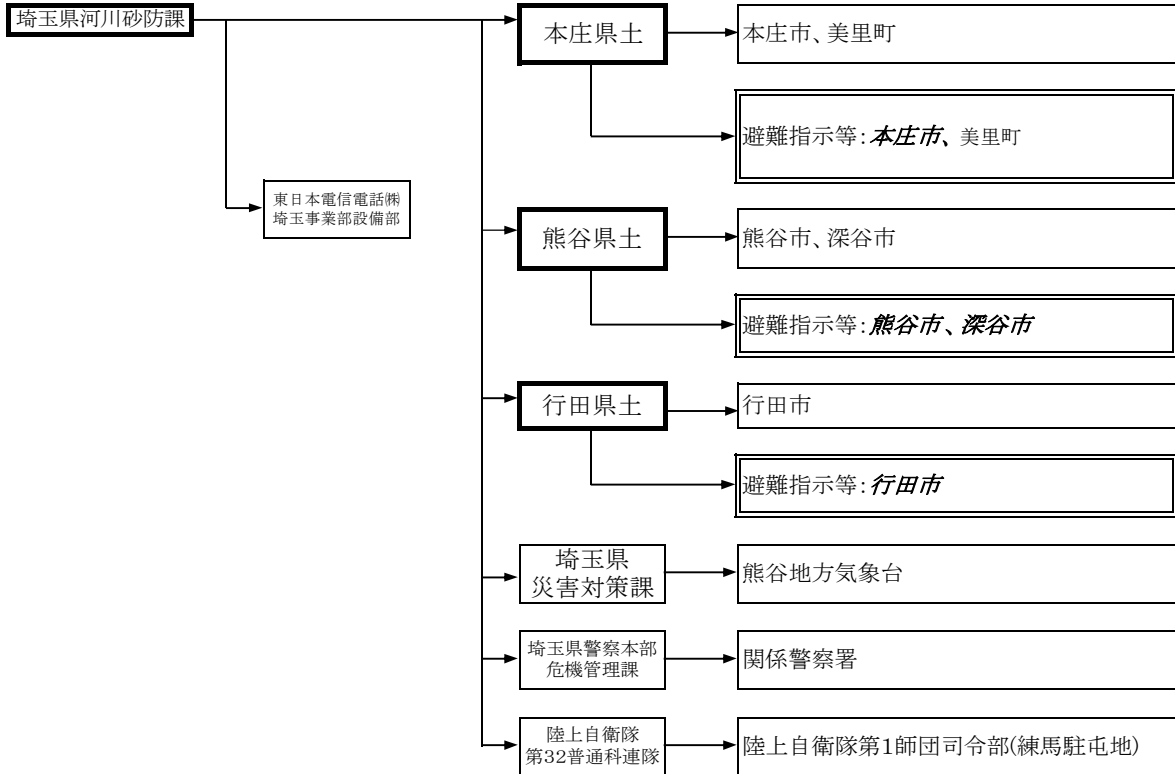 埼玉県河川砂防課
本庄県土
本庄市、美里町
避難指示等：本庄市、美里町
東日本電信電話㈱
埼玉事業部設備部
熊谷県土
熊谷市、深谷市
避難指示等：熊谷市、深谷市
行田県土
行田市
避難指示等：行田市
埼玉県
災害対策課
熊谷地方気象台
埼玉県警察本部
危機管理課
関係警察署
陸上自衛隊
第32普通科連隊
陸上自衛隊第1師団司令部(練馬駐屯地)